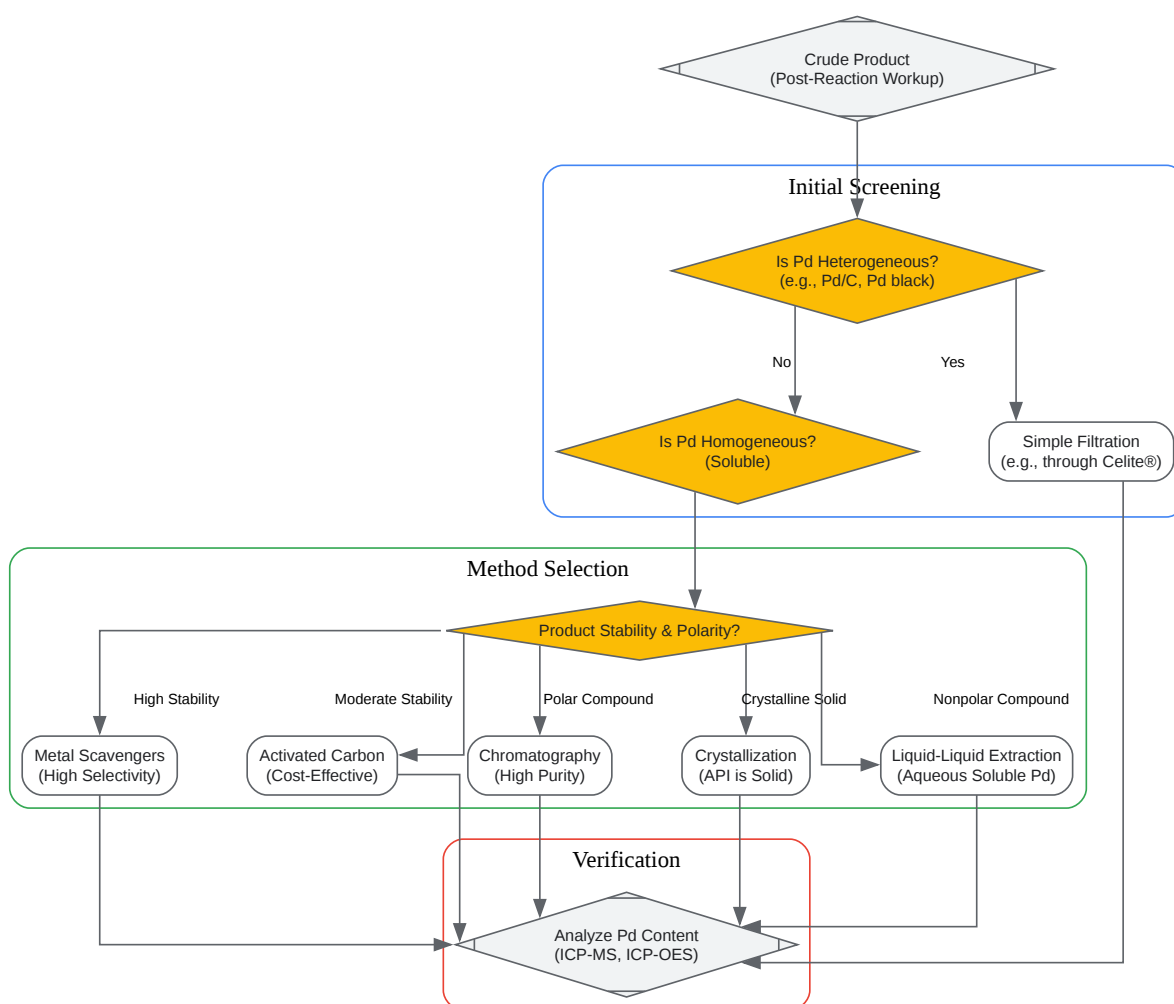 Crude Product
(Post-Reaction Workup)
Initial Screening
Is Pd Heterogeneous?
(e.g., Pd/C, Pd black)
No
Yes
Is Pd Homogeneous?
(Soluble)
Simple Filtration
(e.g., through Celite®)
Method Selection
Product Stability & Polarity?
High Stability
Moderate Stability
Polar Compound
Crystalline Solid
Nonpolar Compound
Metal Scavengers
(High Selectivity)
Activated Carbon
(Cost-Effective)
Chromatography
(High Purity)
Crystallization
(API is Solid)
Liquid-Liquid Extraction
(Aqueous Soluble Pd)
Verification
Analyze Pd Content
(ICP-MS, ICP-OES)